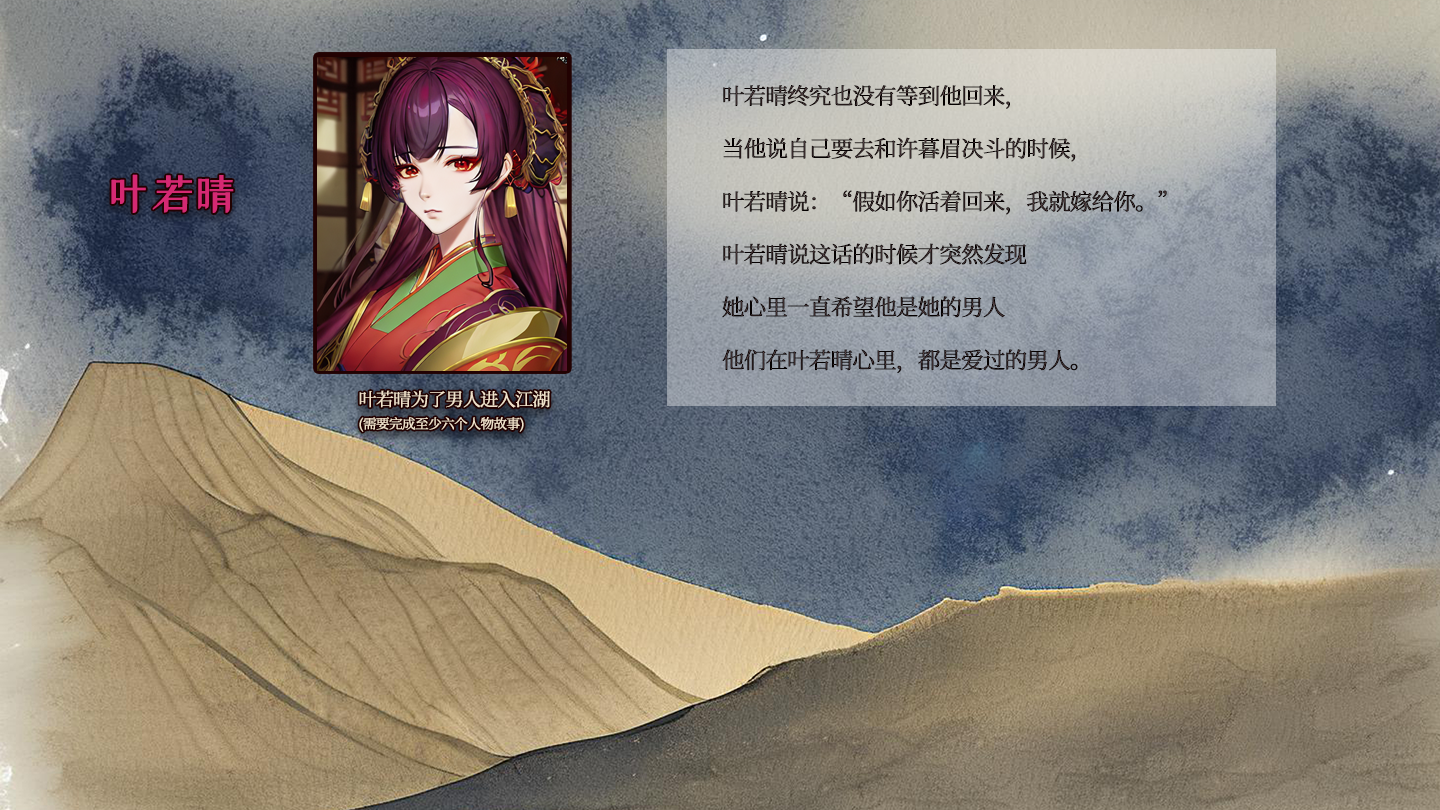 叶若晴
叶若晴为了男人进入江湖
(需要完成至少六个人物故事)
叶若晴终究也没有等到他回来，
当他说自己要去和许暮眉决斗的时候，
叶若晴说：“假如你活着回来，我就嫁给你。”
叶若晴说这话的时候才突然发现
她心里一直希望他是她的男人
他们在叶若晴心里，都是爱过的男人。